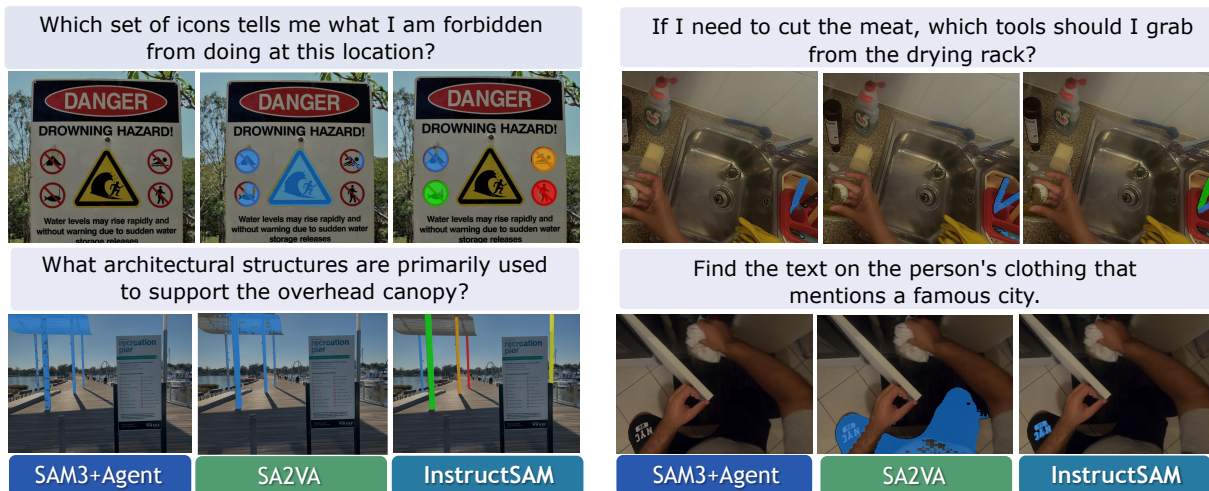 Which set of icons tells me what I am forbidden
from doing at this location?
DANGER
DROWNING HAZARD!
Water levels may rise rapidly and
without warning due to sudden water
storage releases
DANGER
DROWNING HAZARD!
Water levels may rise rapidly and
without warning due to sudden water
storage releases
DANGER
DROWNING HAZARD!
Water levels may rise rapidly and
without warning due to sudden water
storage releases
What architectural structures are primarily used
to support the overhead canopy?
recreation
pier
recreation
pier
recreation
pier
SAM3+Agent
SA2VA
InstructSAM
If I need to cut the meat, which tools should I grab
from the drying rack?
Find the text on the person's clothing that
mentions a famous city.
SAM3+Agent
SA2VA
InstructSAM